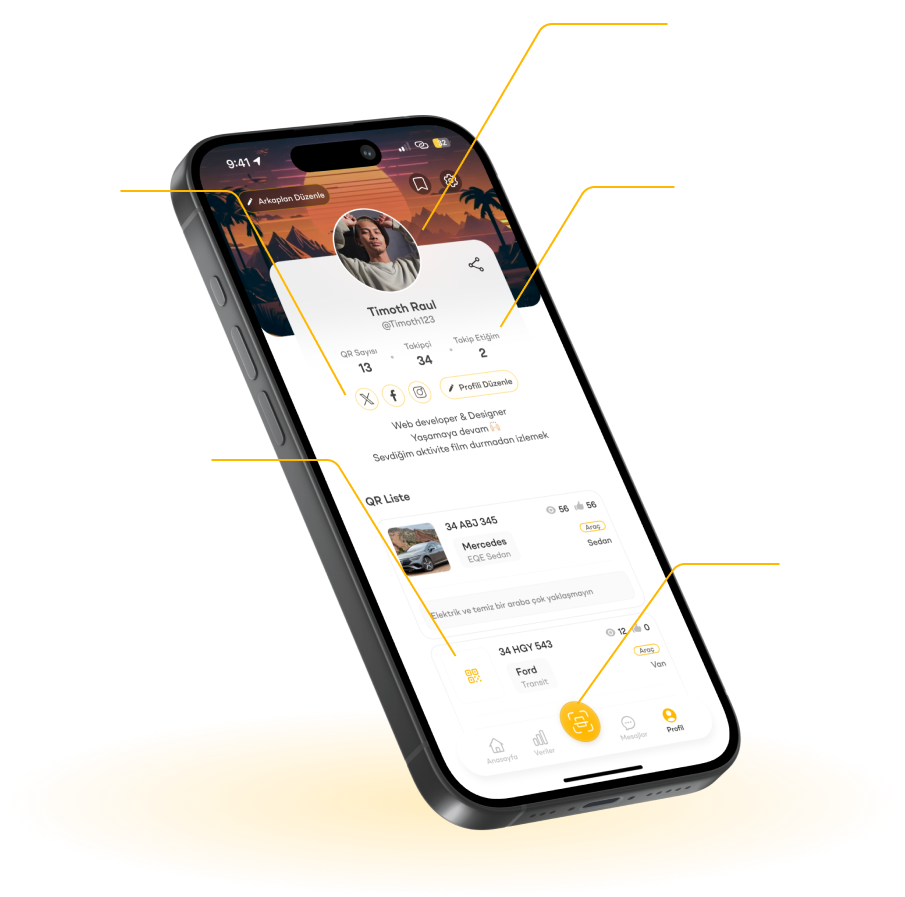 9:41
82
Arkaplan Düzenle
Timoth Raul
@Timoth123
QR Sayısı
Takipçi
Takip Ettiğim
13
34
2
Profili Düzenle
Web developer & Designer
Yaşamaya devam🙌🏻
Sevdiğim aktivite film durmadan izlemek
QR Liste
34 ABJ 345
56
56
Mercedes
Araç
EQE Sedan
Sedan
Elektrik ve temiz bir araba çok yaklaşmayın
34 HGY 543
12
0
Ford
Araç
Transit
Van
Anasayfa
Veriler
Mesajlar
Profil